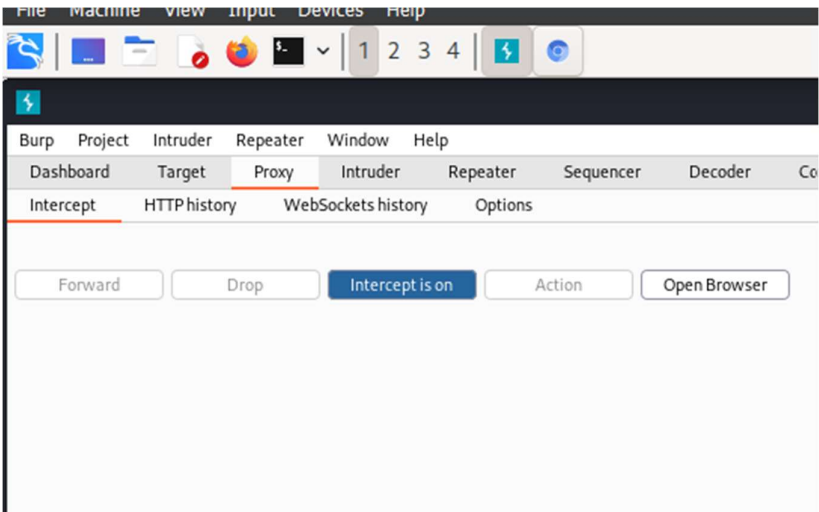 File Machine View Input Devices Help
1 2 3 4
Burp Project Intruder Repeater Window Help
Dashboard Target Proxy Intruder Repeater Sequencer Decoder Co
Intercept HTTP history WebSockets history Options
Forward Drop Intercept is on Action Open Browser